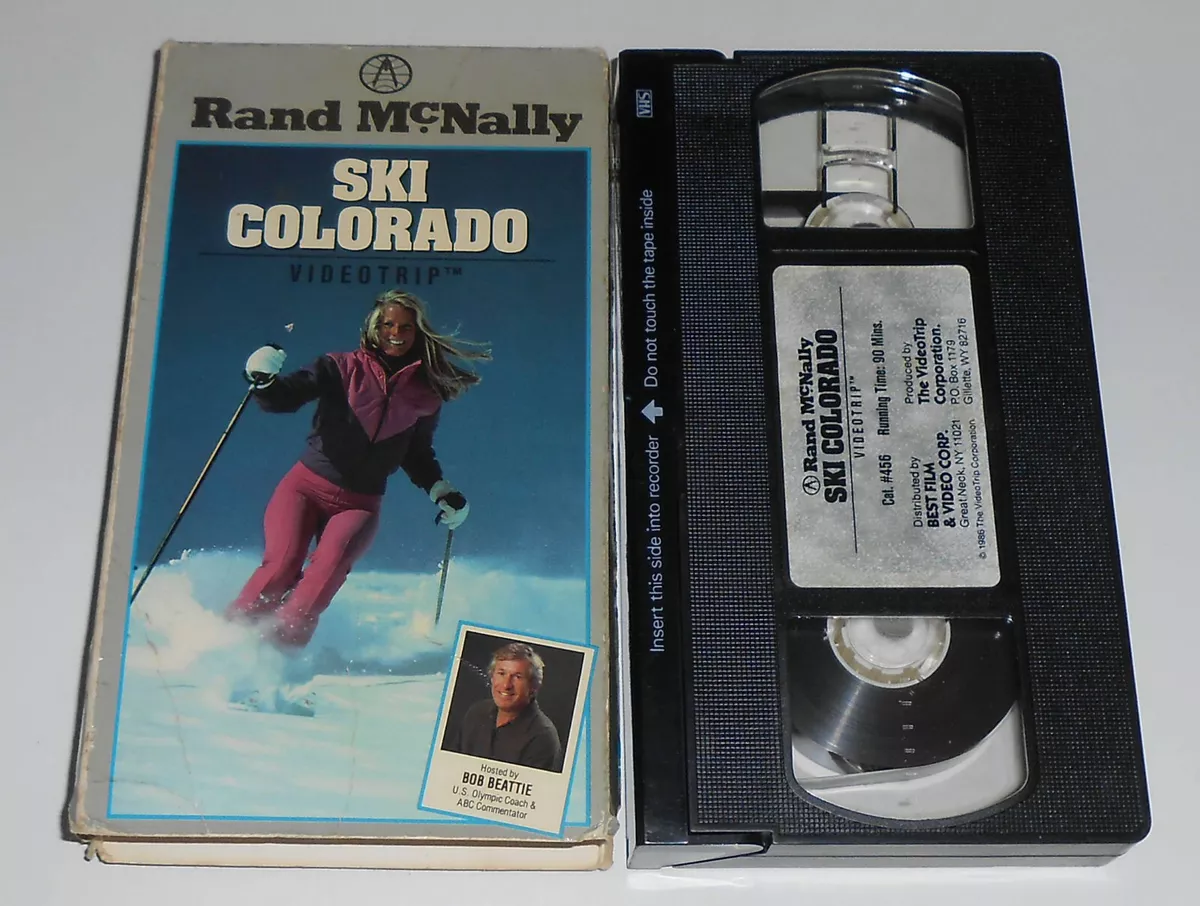 Rand McNally
SKI
COLORADO
VIDEOTRIP™
Hosted by
BOB BEATTIE
U.S. Olympic Coach &
ABC Commentator
VHS
Insert this side into recorder Do not touch the tape inside
Rand McNally
SKI COLORADO
VIDEOTRIP™
Cat. #456 Running Time: 90 Mins.
Distributed by
BEST FILM
& VIDEO CORP.
Great Neck, NY 11021
Produced by
The VideoTrip
Corporation.
P.O. Box 1179
Gillette, WY 82716
© 1986 The VideoTrip Corporation